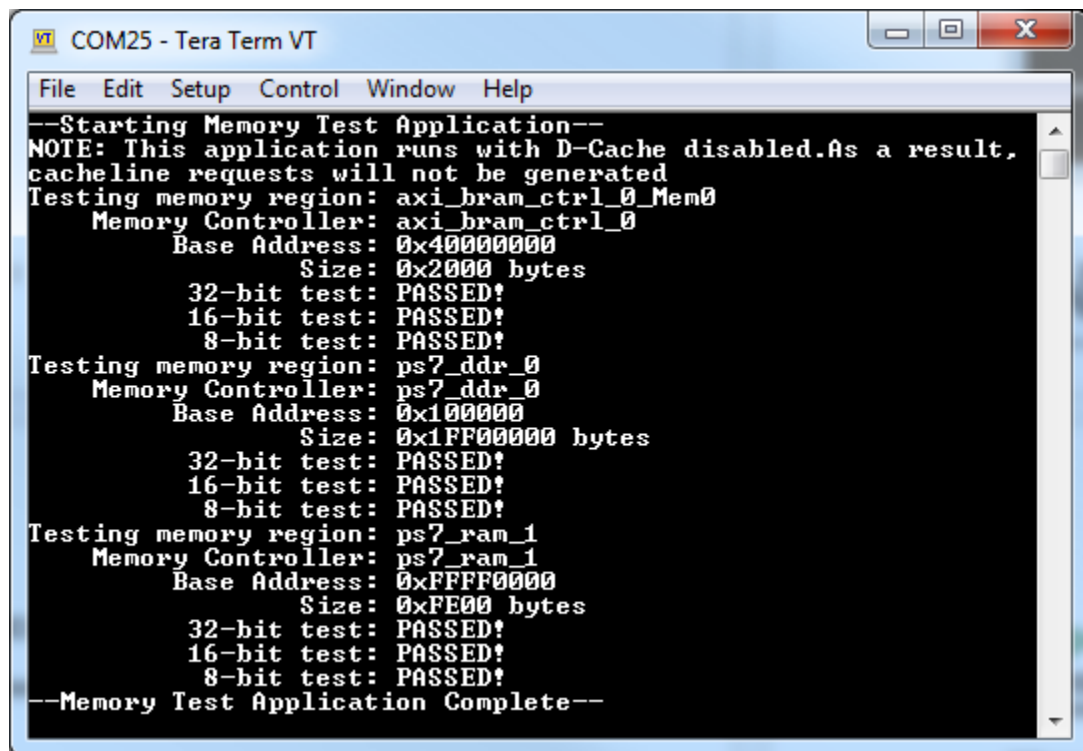 COM25 - Tera Term VT
File Edit Setup Control Window Help
--Starting Memory Test Application--
NOTE: This application runs with D-Cache disabled.As a result,
cacheline requests will not be generated
Testing memory region: axi_bram_ctrl_0_Mem0
Memory Controller: axi_bram_ctrl_0
Base Address: 0x40000000
Size: 0x2000 bytes
32-bit test: PASSED!
16-bit test: PASSED!
8-bit test: PASSED!
Testing memory region: ps7_ddr_0
Memory Controller: ps7_ddr_0
Base Address: 0x100000
Size: 0x1FF00000 bytes
32-bit test: PASSED!
16-bit test: PASSED!
8-bit test: PASSED!
Testing memory region: ps7_ram_1
Memory Controller: ps7_ram_1
Base Address: 0xFFFF0000
Size: 0xFE00 bytes
32-bit test: PASSED!
16-bit test: PASSED!
8-bit test: PASSED!
--Memory Test Application Complete--